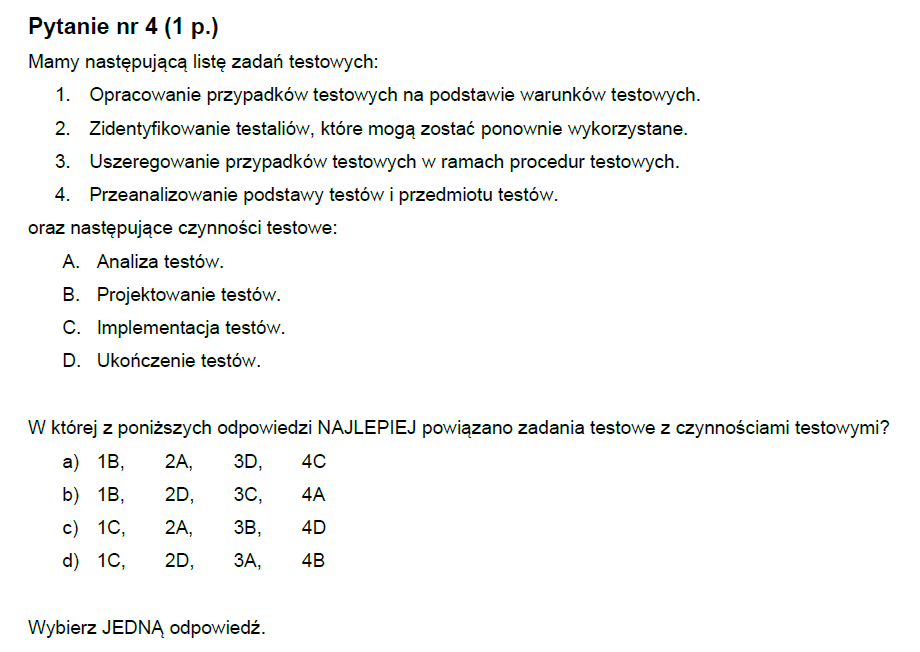 Pytanie nr 4 (1 p.)
Mamy następującą listę zadań testowych:
1. Opracowanie przypadków testowych na podstawie warunków testowych.
2. Zidentyfikowanie testaliów, które mogą zostać ponownie wykorzystane.
3. Uszeregowanie przypadków testowych w ramach procedur testowych.
4. Przeanalizowanie podstawy testów i przedmiotu testów.
oraz następujące czynności testowe:
A. Analiza testów.
B. Projektowanie testów.
C. Implementacja testów.
D. Ukończenie testów.
W której z poniższych odpowiedzi NAJLEPIEJ powiązano zadania testowe z czynnościami testowymi?
a) 1B, 2A, 3D, 4C
b) 1B, 2D, 3C, 4A
c) 1C, 2A, 3B, 4D
d) 1C, 2D, 3A, 4B
Wybierz JEDNĄ odpowiedź.